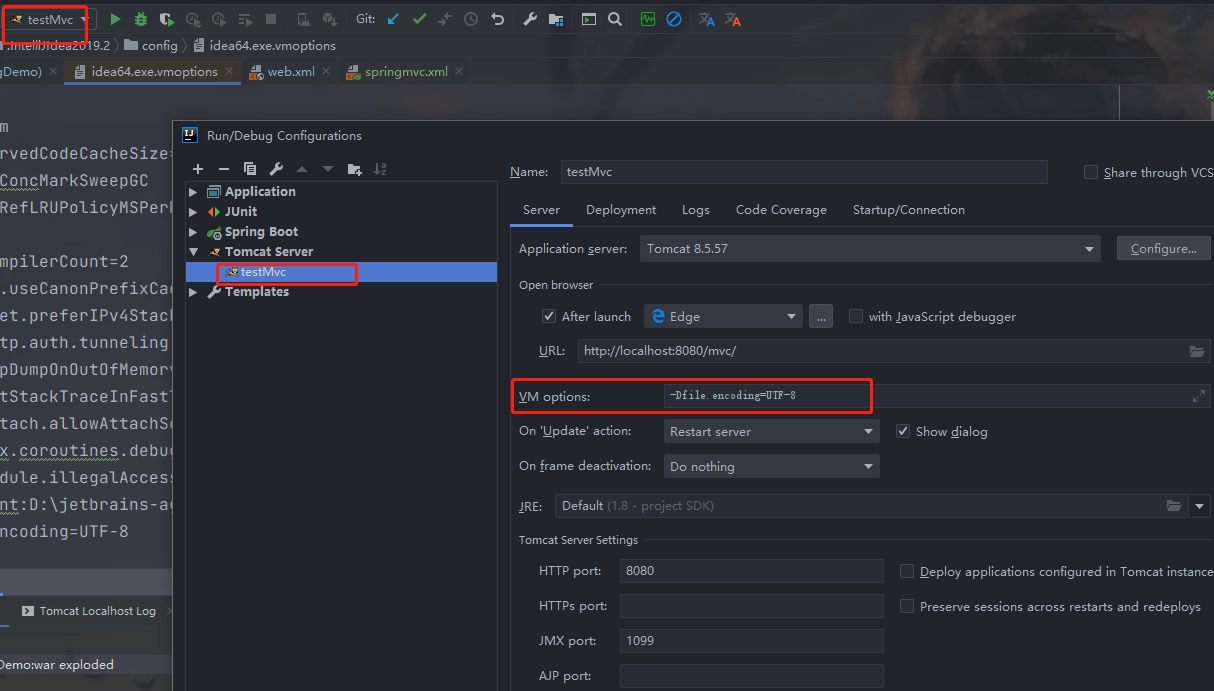 testMvc
Git:
.IntelliJIdea2019.2
config
idea64.exe.vmoptions
gDemo)
idea64.exe.vmoptions
web.xml
springmvc.xml
m
rvedCodeCacheSize=
ConcMarkSweepGC
RefLRUPolicyMSPer
mpilerCount=2
.useCanonPrefixCac
et.preferIPv4Stack
tp.auth.tunneling
pDumpOnOutOfMemory
tStackTraceInFastT
tach.allowAttachSe
x.coroutines.debug
dule.illegalAccess
nt:D:\jetbrains-ag
ncoding=UTF-8
Tomcat Localhost Log
Demo:war exploded
Run/Debug Configurations
Application
JUnit
Spring Boot
Tomcat Server
testMvc
Templates
Name:
testMvc
Share through VCS
Server
Deployment
Logs
Code Coverage
Startup/Connection
Application server:
Tomcat 8.5.57
Configure...
Open browser
After launch
Edge
...
with JavaScript debugger
URL:
http://localhost:8080/mvc/
VM options:
-Dfile.encoding=UTF-8
On 'Update' action:
Restart server
Show dialog
On frame deactivation:
Do nothing
JRE:
Default (1.8 - project SDK)
Tomcat Server Settings
HTTP port:
8080
Deploy applications configured in Tomcat instance
HTTPs port:
Preserve sessions across restarts and redeploys
JMX port:
1099
AJP port: